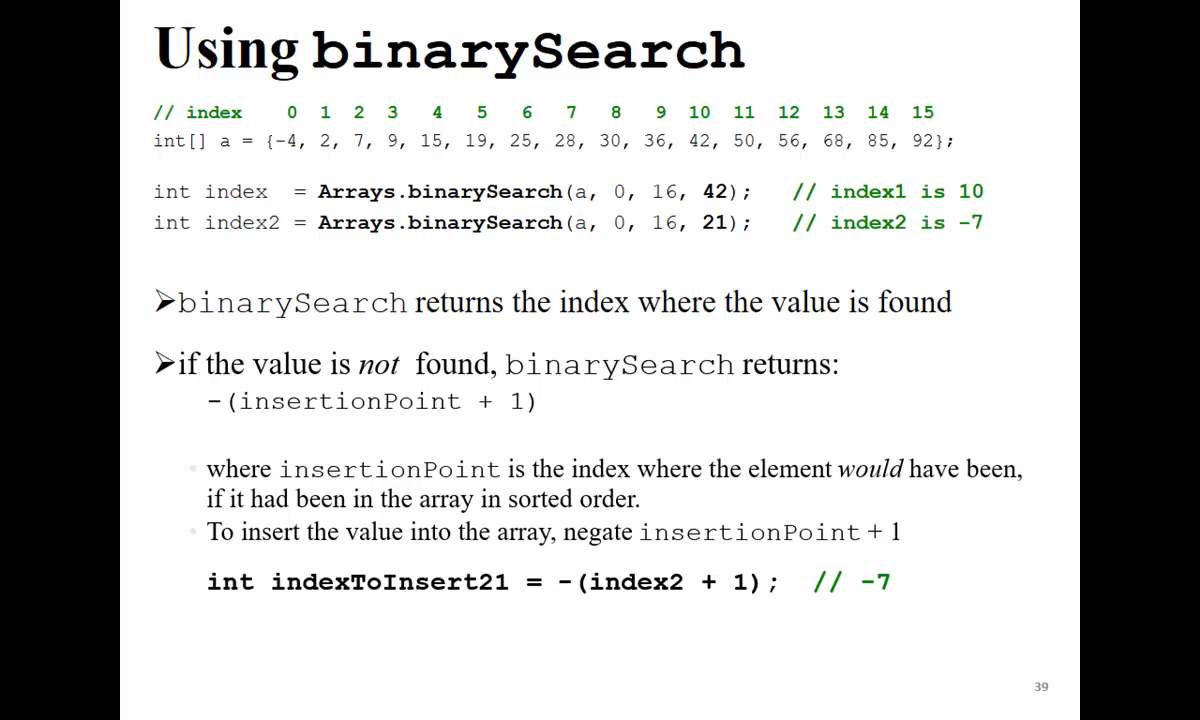 Using binarySearch
// index 0 1 2 3 4 5 6 7 8 9 10 11 12 13 14 15
int[] a = {-4, 2, 7, 9, 15, 19, 25, 28, 30, 36, 42, 50, 56, 68, 85, 92};
int index = Arrays.binarySearch(a, 0, 16, 42); // index1 is 10
int index2 = Arrays.binarySearch(a, 0, 16, 21); // index2 is -7
➢binarySearch returns the index where the value is found
➢if the value is not found, binarySearch returns:
-(insertionPoint + 1)
• where insertionPoint is the index where the element would have been,
if it had been in the array in sorted order.
• To insert the value into the array, negate insertionPoint + 1
int indexToInsert21 = -(index2 + 1); // -7
39